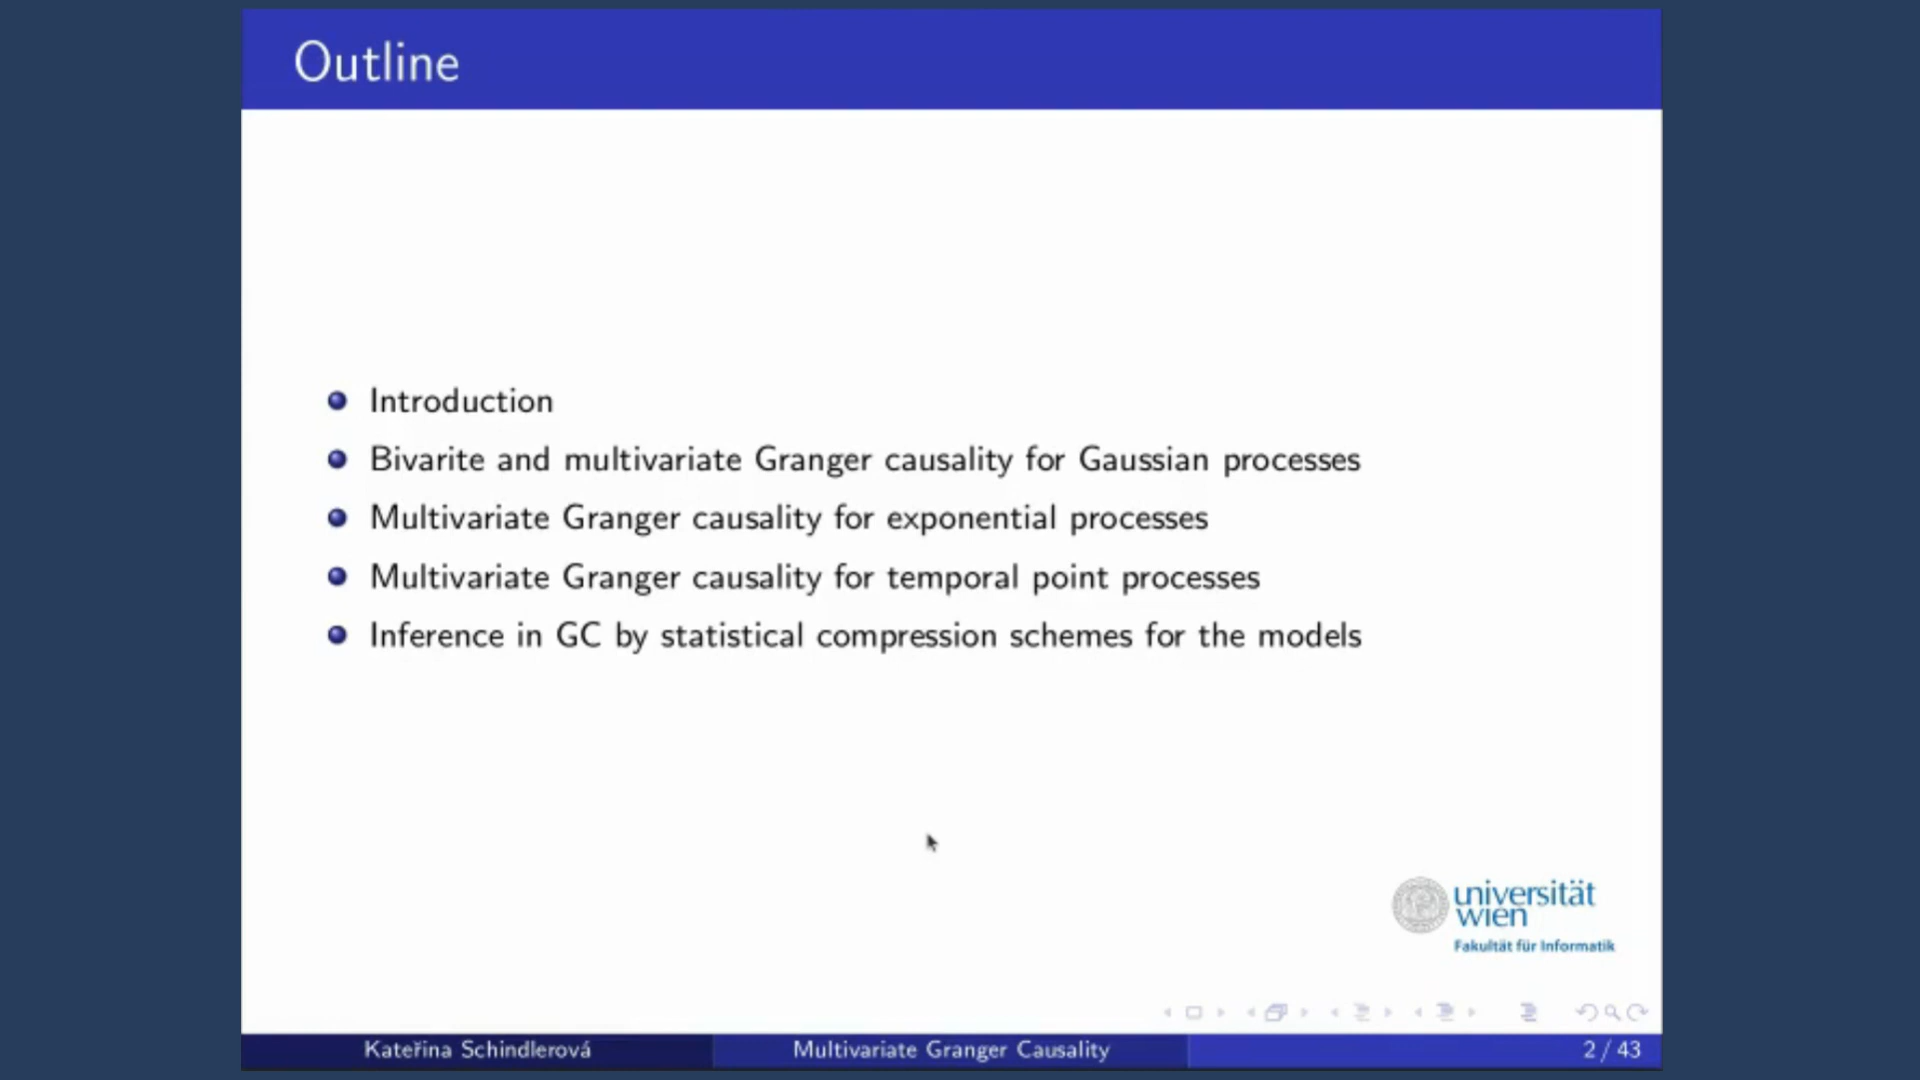 Outline
Introduction
Bivarite and multivariate Granger causality for Gaussian processes
Multivariate Granger causality for exponential processes
Multivariate Granger causality for temporal point processes
Inference in GC by statistical compression schemes for the models
universität
wien
Fakultät für Informatik
Kateřina Schindlerová
Multivariate Granger Causality
2 / 43